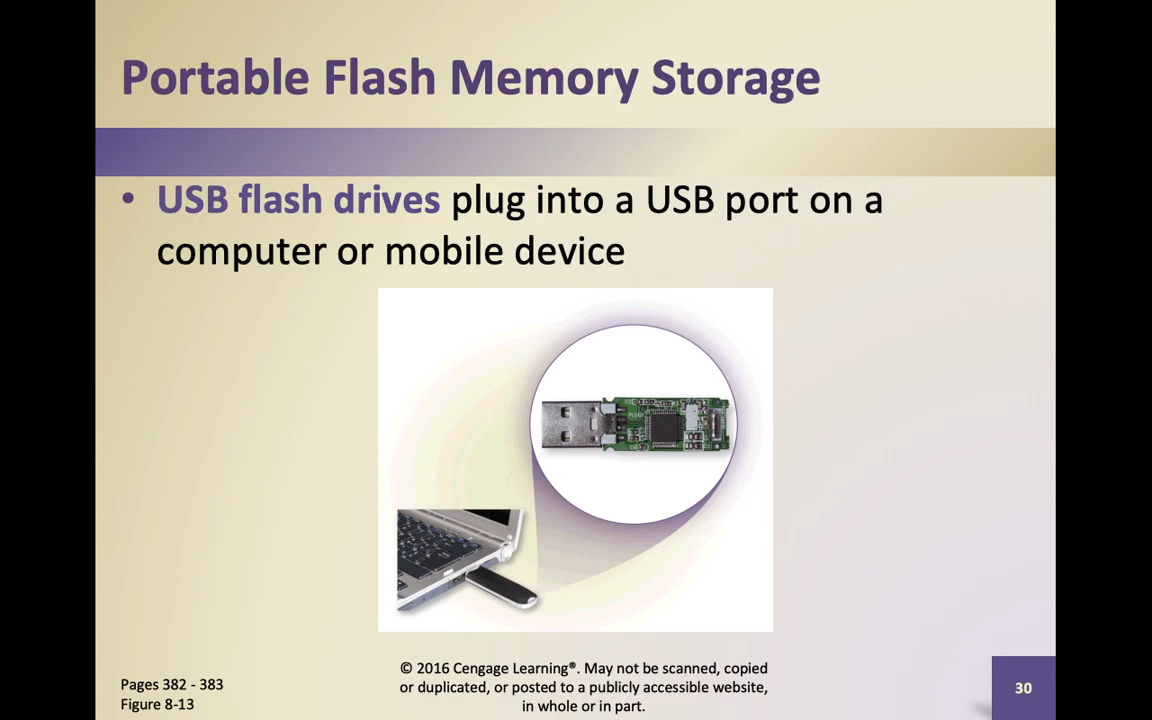 Portable Flash Memory Storage
• USB flash drives plug into a USB port on a
computer or mobile device
Pages 382 - 383
Figure 8-13
© 2016 Cengage Learning®. May not be scanned, copied
or duplicated, or posted to a publicly accessible website,
in whole or in part.
30